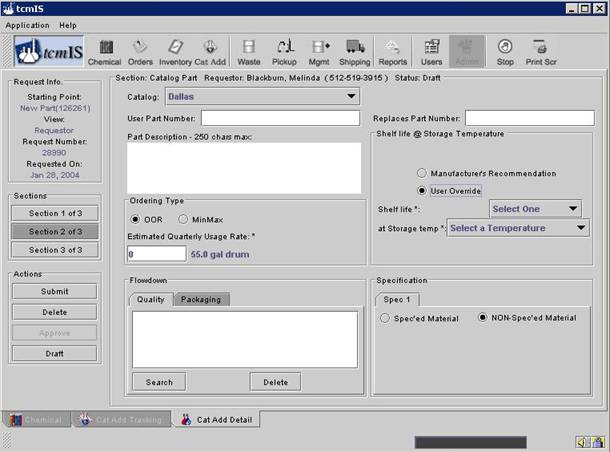 tcmIS
Application Help
tcmIS Chemical Orders Inventory Cat Add Waste Pickup Mgmt Shipping Reports Users Admin Stop Print Scr
Request Info.
Starting Point:
New Part(126261)
View:
Requestor
Request Number:
28990
Requested On:
Jan 28, 2004
Sections
Section 1 of 3
Section 2 of 3
Section 3 of 3
Actions
Submit
Delete
Approve
Draft
Section: Catalog Part Requestor: Blackburn, Melinda ( 512-519-3915 ) Status: Draft
Catalog: Dallas
User Part Number: Replaces Part Number:
Part Description - 250 chars max:
Shelf life @ Storage Temperature
Manufacturer's Recommendation
User Override
Shelf life *: Select One
at Storage temp *: Select a Temperature
Ordering Type
OOR MinMax
Estimated Quarterly Usage Rate: *
0 55.0 gal drum
Flowdown
Quality Packaging
Search Delete
Specification
Spec 1
Spec'ed Material NON-Spec'ed Material
Chemical Cat Add Tracking Cat Add Detail